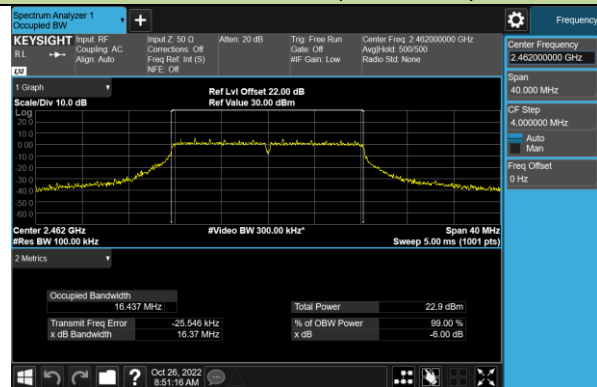 Spectrum Analyzer 1
Occupied BW
Frequency
KEYSIGHT
RL
Input: RF
Coupling: AC
Align: Auto
Input Z: 50 Ω
Corrections: Off
Freq Ref: Int (S)
NFE: Off
Atten: 20 dB
Trig: Free Run
Gate: Off
#IF Gain: Low
Center Freq: 2.462000000 GHz
Avg|Hold: 500/500
Radio Std: None
LXI
Center Frequency
2.462000000 GHz
Span
40.000 MHz
CF Step
4.000000 MHz
Auto
Man
Freq Offset
0 Hz
1 Graph
Scale/Div 10.0 dB
Ref Lvl Offset 22.00 dB
Ref Value 30.00 dBm
Log
20.0
10.0
0.00
-10.0
-20.0
-30.0
-40.0
-50.0
-60.0
Center 2.462 GHz
#Res BW 100.00 kHz
#Video BW 300.00 kHz*
Span 40 MHz
Sweep 5.00 ms (1001 pts)
2 Metrics
Occupied Bandwidth
16.437 MHz
Transmit Freq Error -25.546 kHz
x dB Bandwidth 16.37 MHz
Total Power 22.9 dBm
% of OBW Power 99.00 %
x dB -6.00 dB
Oct 26, 2022
8:51:16 AM